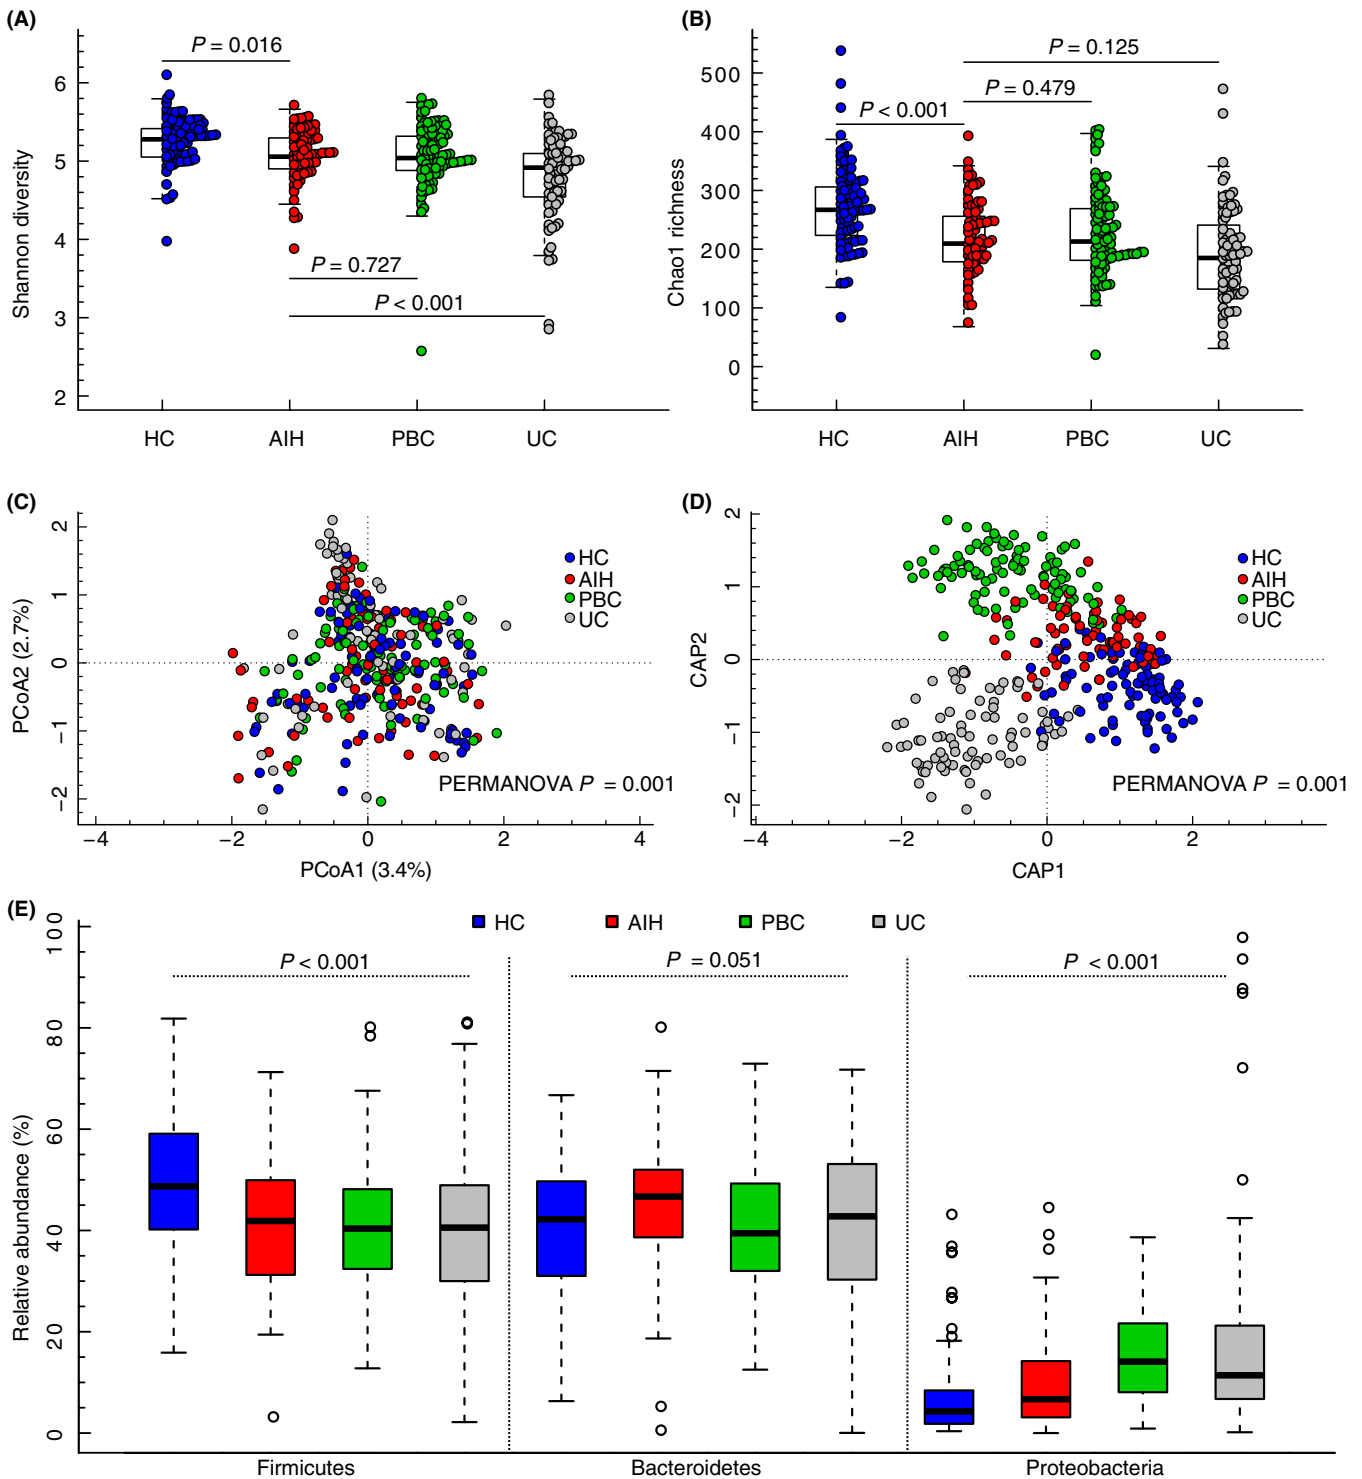 (A)
P = 0.016
P = 0.727
P < 0.001
Shannon diversity
6
5
4
3
2
HC AIH PBC UC
(B)
P = 0.125
P = 0.479
P < 0.001
Chao1 richness
500
400
300
200
100
0
HC AIH PBC UC
(C)
HC
AIH
PBC
UC
PCoA2 (2.7%)
2
1
0
−1
−2
PERMANOVA P = 0.001
−4 −2 0 2 4
PCoA1 (3.4%)
(D)
HC
AIH
PBC
UC
CAP2
2
1
0
−1
−2
PERMANOVA P = 0.001
−4 −2 0 2
CAP1
(E)
HC AIH PBC UC
P < 0.001 P = 0.051 P < 0.001
Relative abundance (%)
100
80
60
40
20
0
Firmicutes Bacteroidetes Proteobacteria